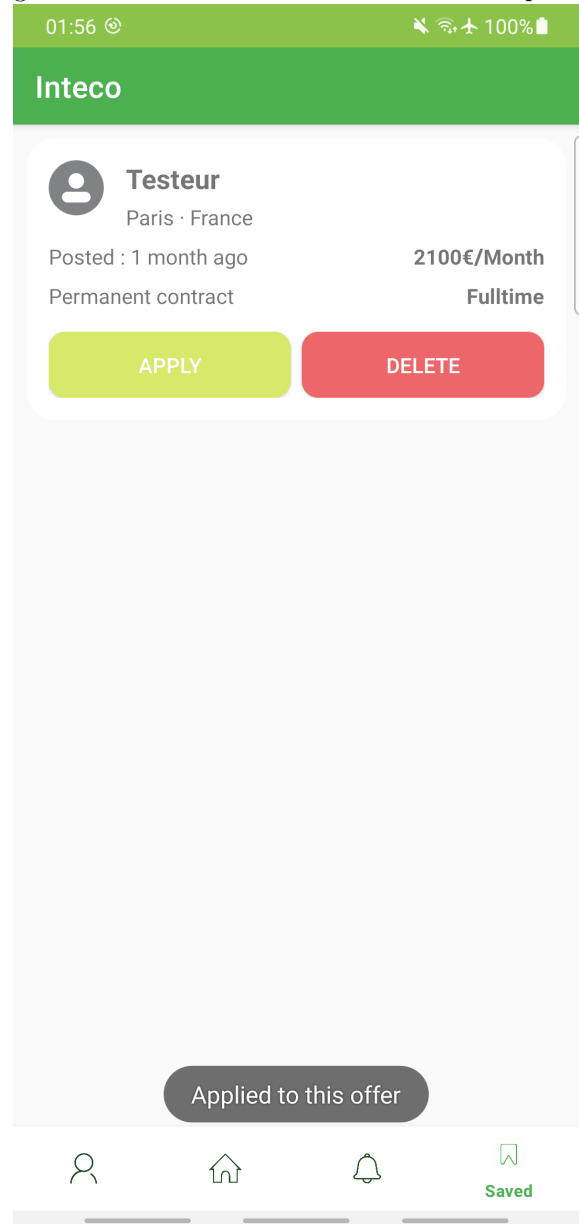 01:56 100%
Inteco
Testeur
Paris · France
Posted : 1 month ago 2100€/Month
Permanent contract Fulltime
APPLY DELETE
Applied to this offer
Saved